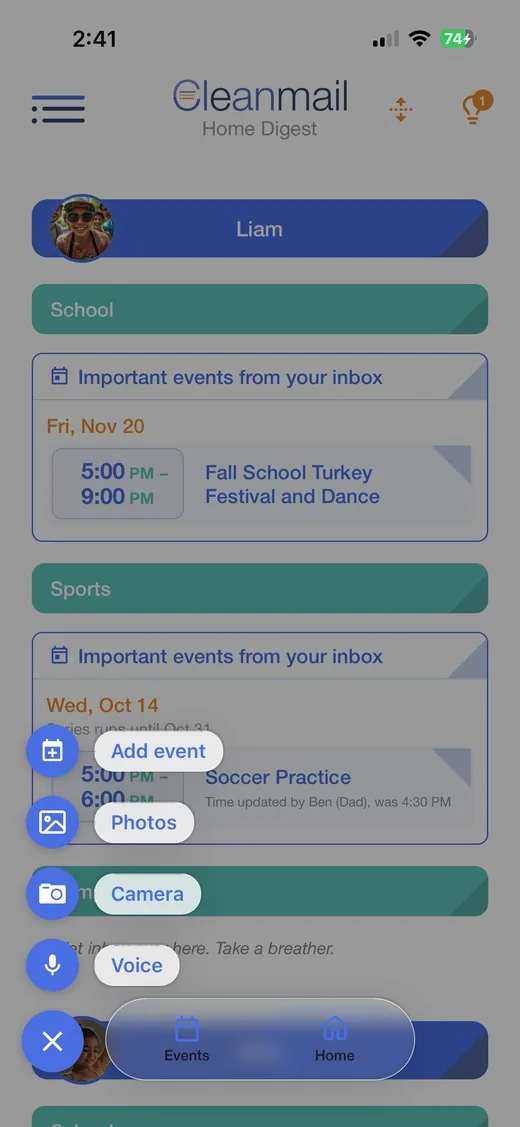 2:41
74
Cleanmail
1
Home Digest
Liam
School
Important events from your inbox
Fri, Nov 20
5:00 PM –
9:00 PM
Fall School Turkey
Festival and Dance
Sports
Important events from your inbox
Wed, Oct 14
Series runs until Oct 31
5:00 PM –
6:00 PM
Soccer Practice
Time updated by Ben (Dad), was 4:30 PM
Add event
Photos
Camera
here. Take a breather.
Voice
Events
Home